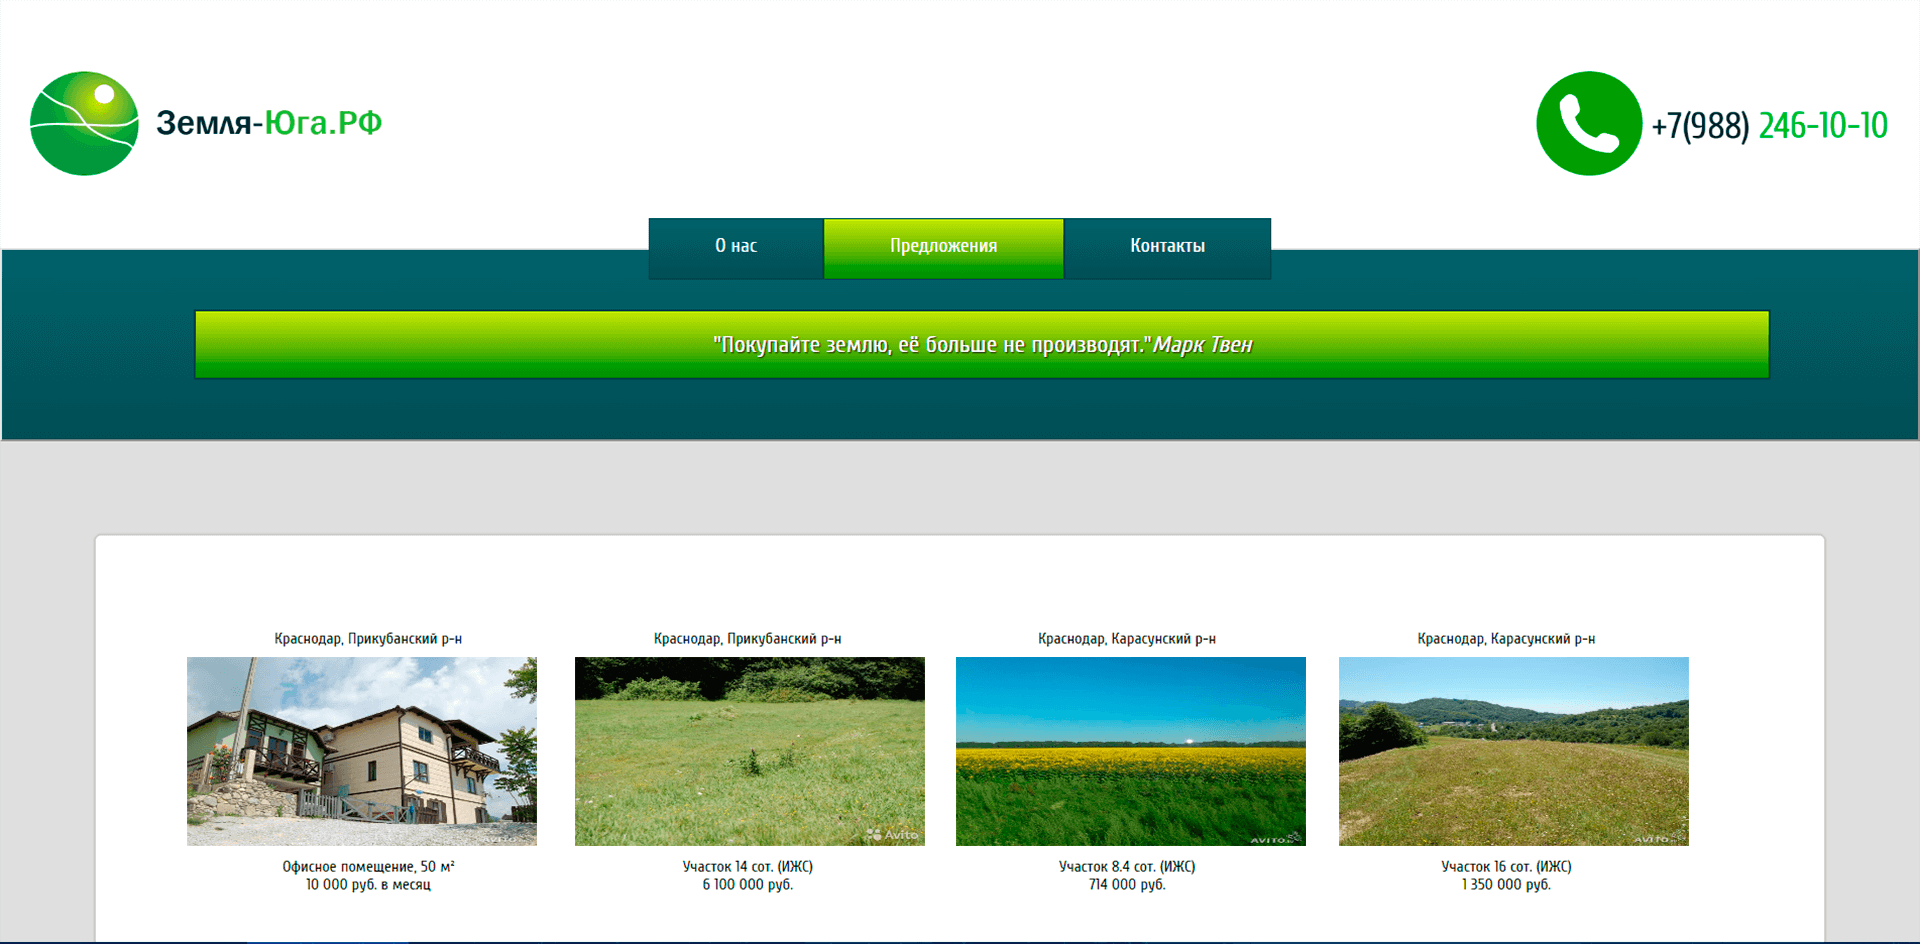 Земля-Юга.РФ
+7(988) 246-10-10
О нас
Предложения
Контакты
"Покупайте землю, её больше не производят."Марк Твен
Краснодар, Прикубанский р-н
Краснодар, Прикубанский р-н
Краснодар, Карасунский р-н
Краснодар, Карасунский р-н
AVITO
Avito
AVITO
AVITO
Офисное помещение, 50 м²
10 000 руб. в месяц
Участок 14 сот. (ИЖС)
6 100 000 руб.
Участок 8.4 сот. (ИЖС)
714 000 руб.
Участок 16 сот. (ИЖС)
1 350 000 руб.